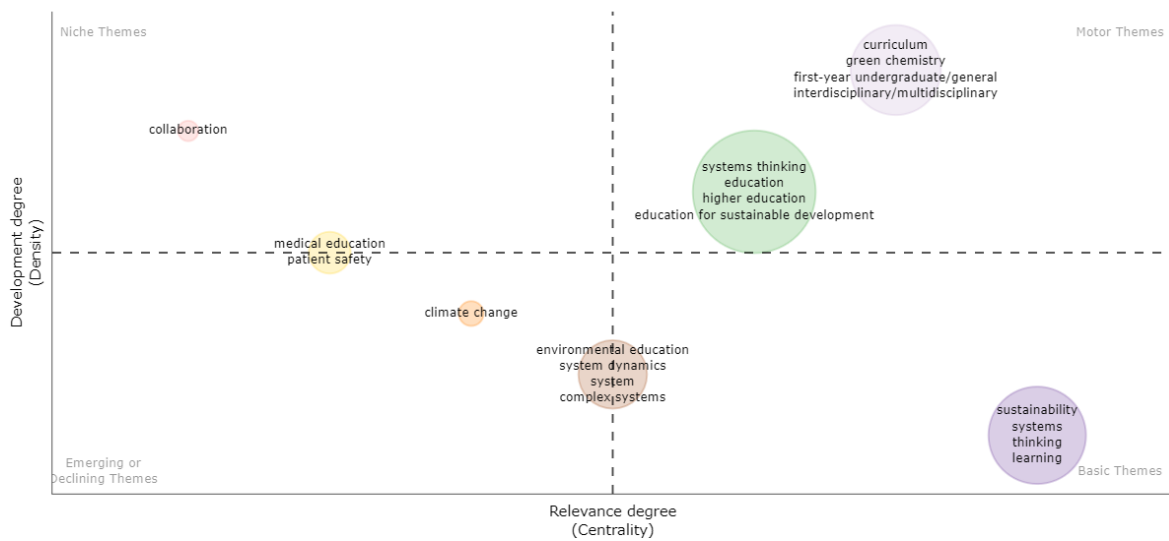 Niche Themes
Motor Themes
curriculum
green chemistry
first-year undergraduate/general
interdisciplinary/multidisciplinary
collaboration
systems thinking
education
higher education
education for sustainable development
medical education
patient safety
climate change
environmental education
system dynamics
system
complex systems
sustainability
systems
thinking
learning
Emerging or
Declining Themes
Basic Themes
Development degree
(Density)
Relevance degree
(Centrality)